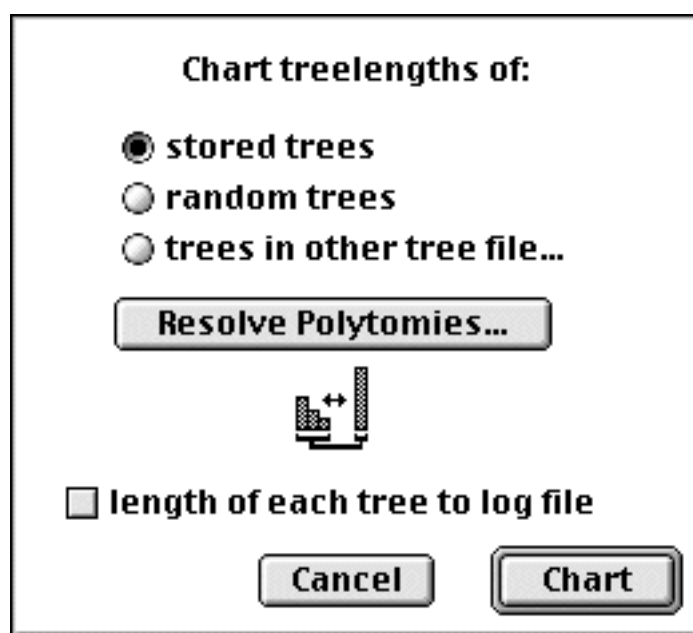 Chart treelengths of:
stored trees
random trees
trees in other tree file...
Resolve Polytomies...
length of each tree to log file
Cancel Chart